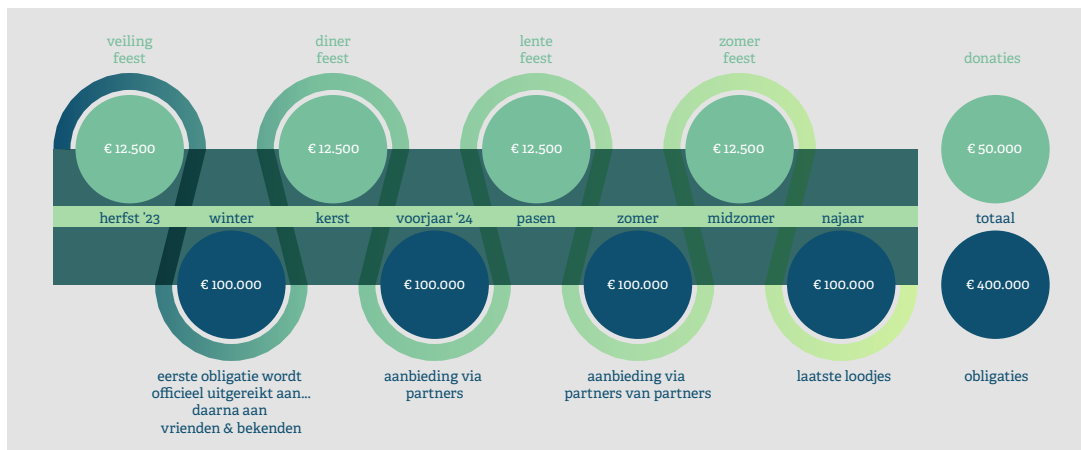 veiling
feest
diner
feest
lente
feest
zomer
feest
donaties
€ 12.500
€ 12.500
€ 12.500
€ 12.500
€ 50.000
herfst ’23
winter
kerst
voorjaar ‘24
pasen
zomer
midzomer
najaar
totaal
€ 100.000
€ 100.000
€ 100.000
€ 100.000
€ 400.000
eerste obligatie wordt
officieel uitgereikt aan...
daarna aan
vrienden & bekenden
aanbieding via
partners
aanbieding via
partners van partners
laatste loodjes
obligaties